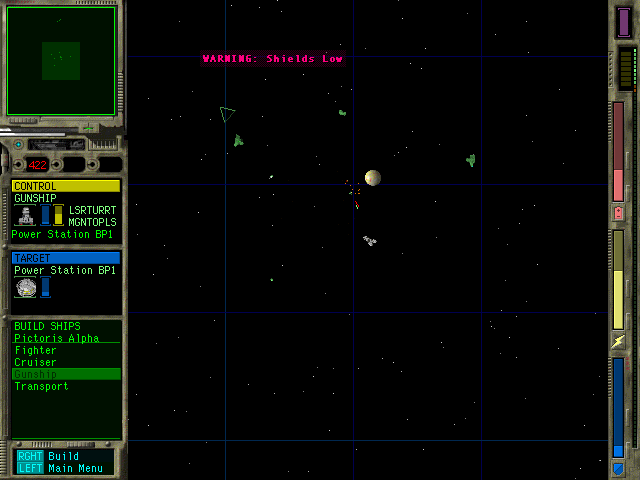 WARNING: Shields Low
422
CONTROL
GUNSHIP
LSRTURRT
MGNTOPLS
Power Station BP1
TARGET
Power Station BP1
BUILD SHIPS
Pictoris Alpha
Fighter
Cruiser
Gunship
Transport
RGHT Build
LEFT Main Menu